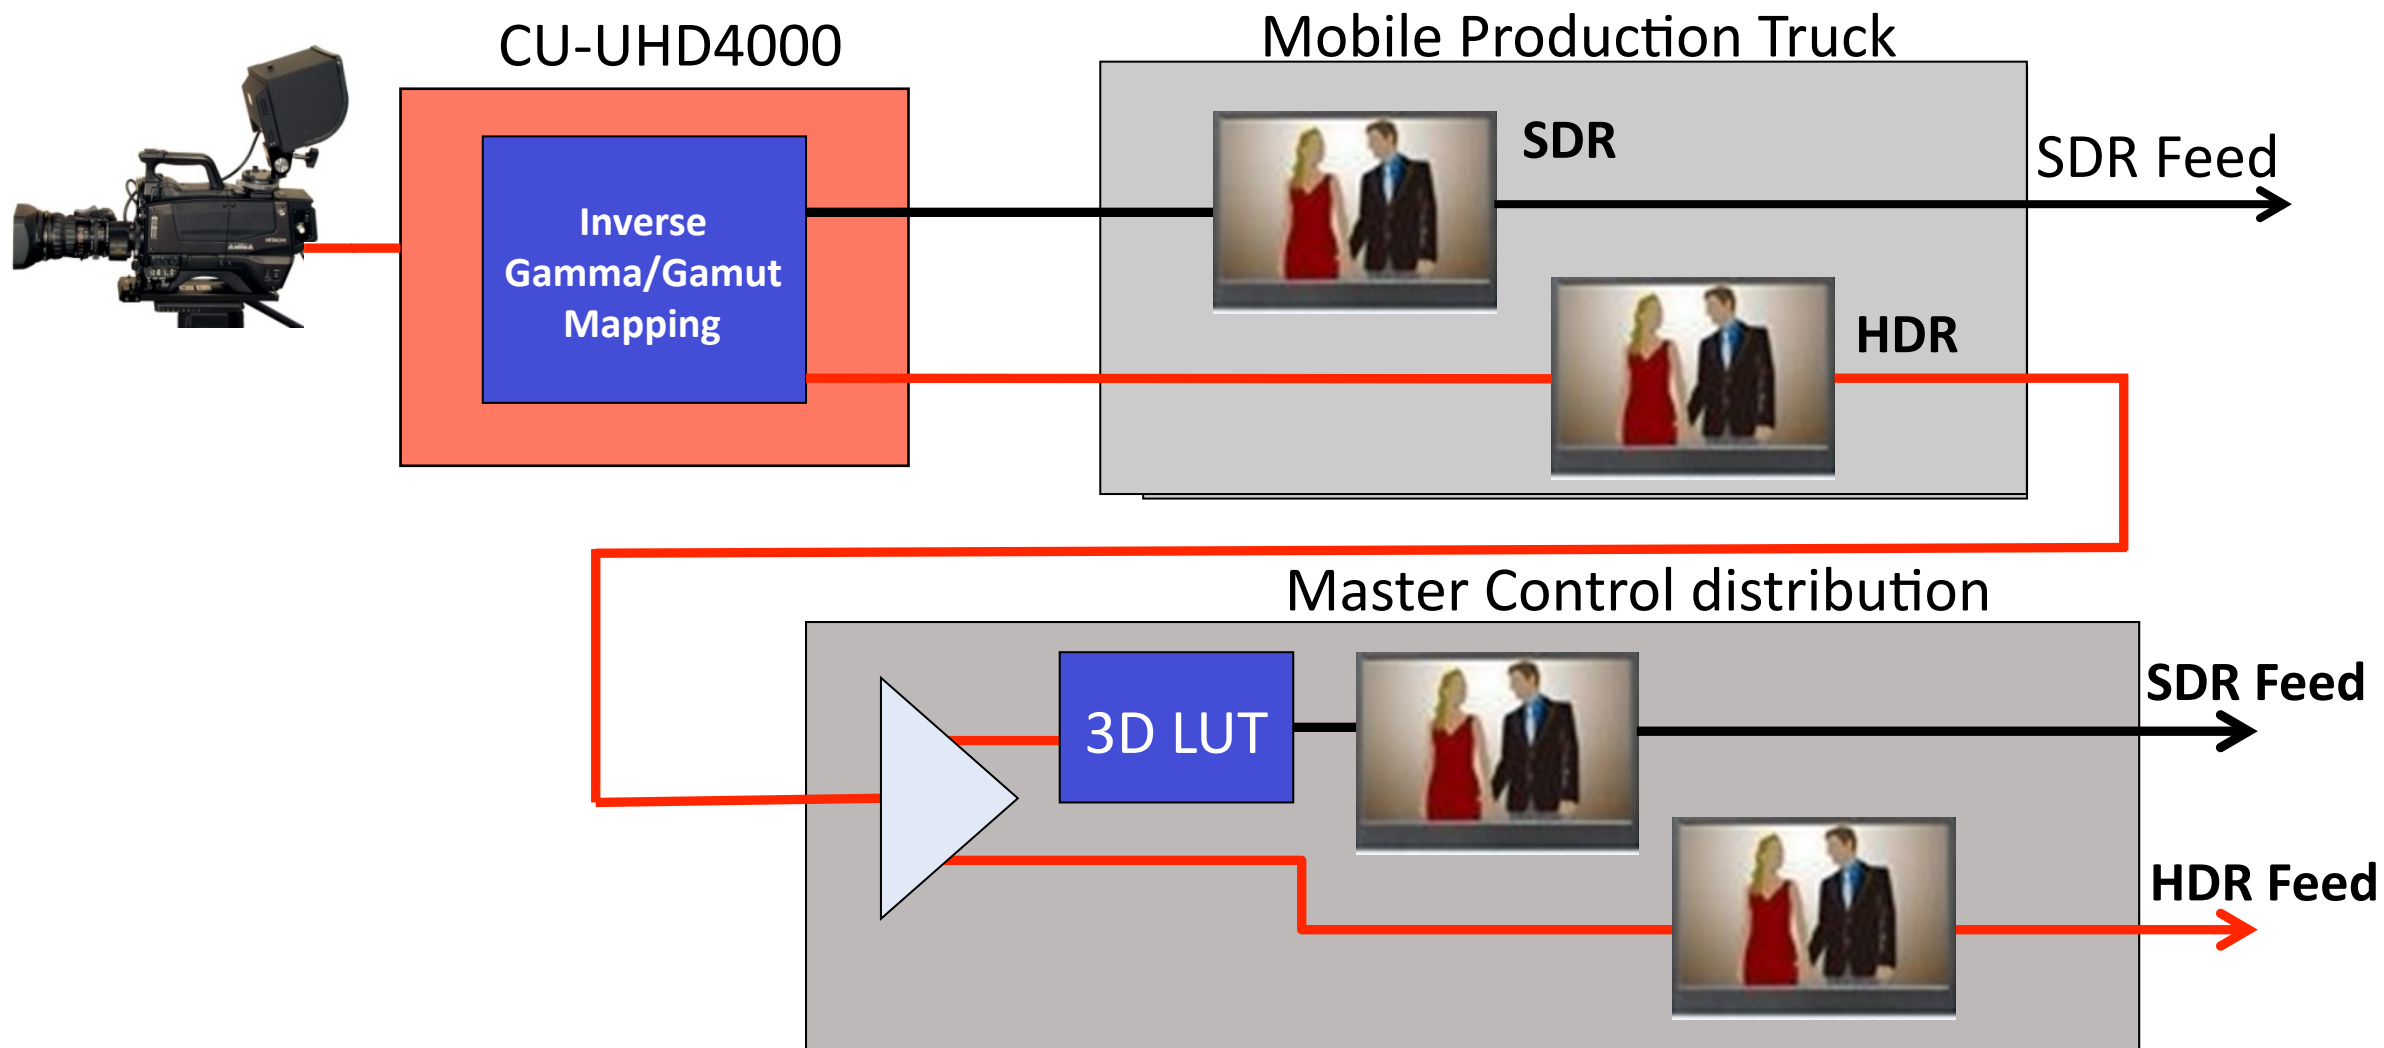 CU-UHD4000
Mobile Production Truck
Inverse
Gamma/Gamut
Mapping
SDR
SDR Feed
HDR
Master Control distribution
3D LUT
SDR Feed
HDR Feed
HITACHI